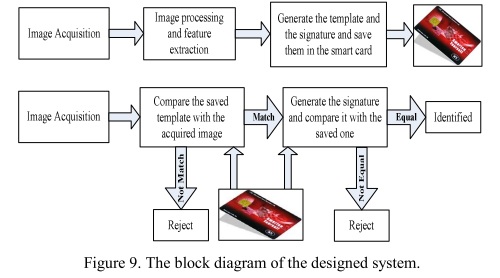 Image Acquisition
Image processing
and feature
extraction
Generate the template and
the signature and save
them in the smart card
Image Acquisition
Compare the saved
template with the
acquired image
Match
Generate the signature
and compare it with the
saved one
Equal
Identified
Not Match
Not Equal
Reject
Reject
Figure 9. The block diagram of the designed system.